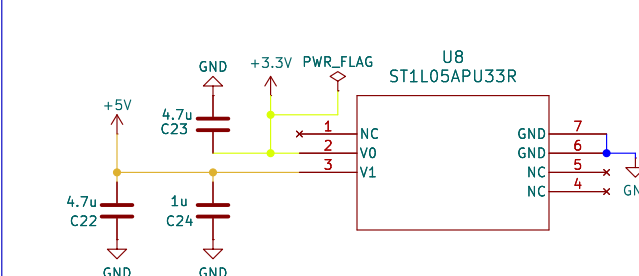 U8
ST1L05APU33R
GND
+3.3V
PWR_FLAG
+5V
4.7u
C23
1
NC
2
V0
3
V1
GND
7
GND
6
NC
5
NC
4
4.7u
C22
1u
C24
GND
GND